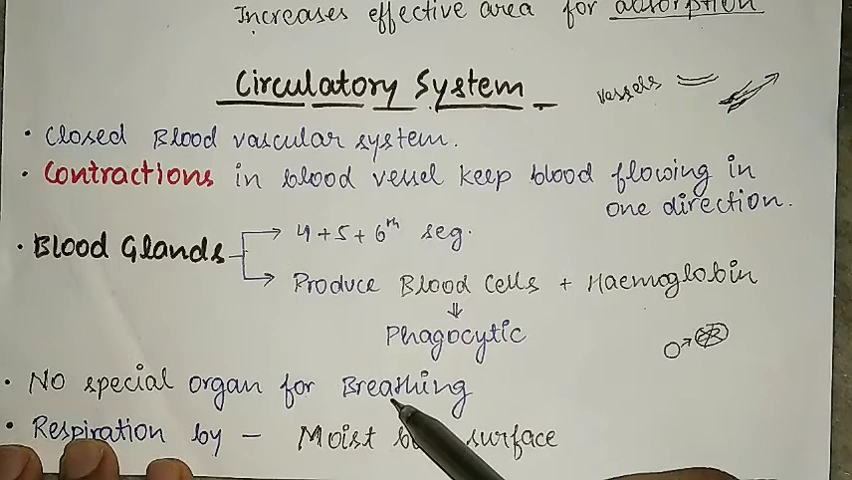 Increases effective area for absorption
Circulatory System
vessels
• Closed Blood vascular system.
• Contractions in blood vessel keep blood flowing in
one direction.
• Blood Glands
4+5+6th seg.
Produce Blood Cells + Haemoglobin
Phagocytic
• No special organ for Breathing
• Respiration by - Moist surface